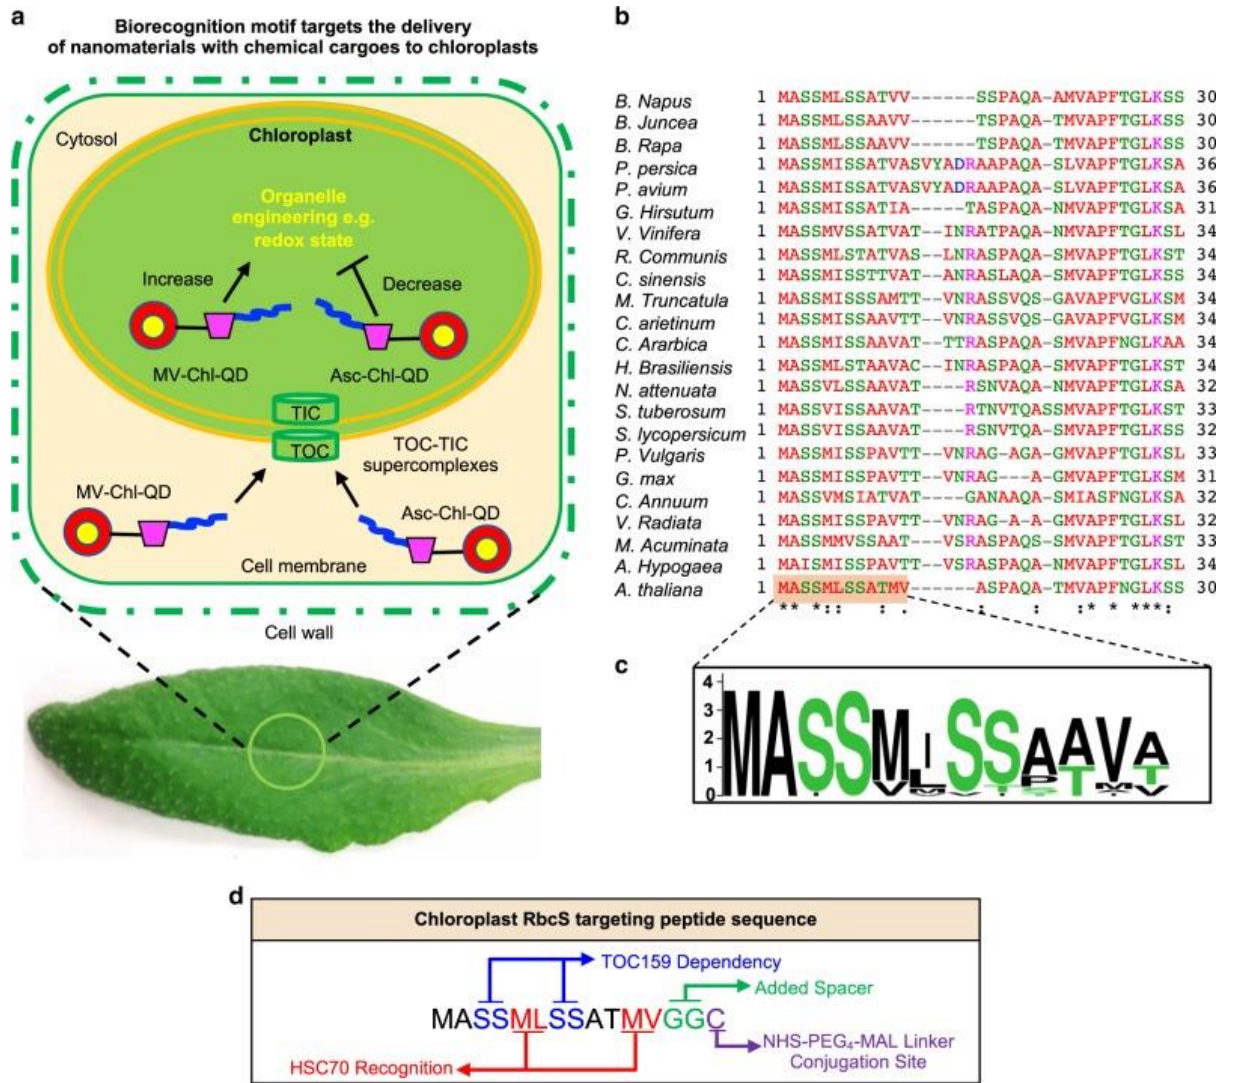 a
Biorecognition motif targets the delivery
of nanomaterials with chemical cargoes to chloroplasts
Cytosol
Chloroplast
Organelle
engineering e.g.
redox state
Increase
Decrease
MV-Chl-QD
Asc-Chl-QD
TIC
TOC
TOC-TIC
supercomplexes
MV-Chl-QD
Asc-Chl-QD
Cell membrane
Cell wall
b
B. Napus 1 MASSMLSSATVV------SSPAQA-AMVAPFTGLKSS 30
B. Juncea 1 MASSMLSSAAVV------TSPAQA-TMVAPFTGLKSS 30
B. Rapa 1 MASSMLSSAAVV------TSPAQA-TMVAPFTGLKSS 30
P. persica 1 MASSMISSATVASVYADRAAPAQA-SLVAPFTGLKSA 36
P. avium 1 MASSMISSATVASVYADRAAPAQA-SLVAPFTGLKSA 36
G. Hirsutum 1 MASSMISSATIA-----TASPAQA-NMVAPFTGLKSA 31
V. Vinifera 1 MASSMVSSATVAT--INRATPAQA-NMVAPFTGLKSL 34
R. Communis 1 MASSMLSTATVAS--LNRASPAQA-SMVAPFTGLKST 34
C. sinensis 1 MASSMISSTTVAT--ANRASLAQA-SMVAPFTGLKSS 34
M. Truncatula 1 MASSMISSSAMTT--VNRASSVQS-GAVAPFVGLKSM 34
C. arietinum 1 MASSMISSAAVTT--VNRASSVQS-GAVAPFTGLKSM 34
C. Ararbica 1 MASSMISSAAVAT--TTRASPAQA-SMVAPFNGLKAA 34
H. Brasiliensis 1 MASSMLSTAAVAC-INRASPAQA-SMVAPFTGLKST 34
N. attenuata 1 MASSVLSSAAVAT----RSNVAQA-NMVAPFTGLKSA 32
S. tuberosum 1 MASSVISSAAVAT----RTNVTQASSMVAPFTGLKST 33
S. lycopersicum 1 MASSVISSAAVAT----RSNVTQA-SMVAPFTGLKSS 32
P. Vulgaris 1 MASSMISSPAVTT--VNRAG-AGA-GMVAPFTGLKSL 33
G. max 1 MASSMISSPAVTT--VNRAG---A-GMVAPFTGLKSM 31
C. Annuum 1 MASSVMSIATVAT----GANAAQA-SMIASFNGLKSA 32
V. Radiata 1 MASSMISSPAVTT--VNRAG-A-A-GMVAPFTGLKSL 32
M. Acuminata 1 MASSMMVSSAAT--VSRASPAQS-SMVAPFTGLKST 33
A. Hypogaea 1 MAISMISSPAVTT--VSRASPAQA-NMVAPFTGLKSL 34
A. thaliana 1 MASSMLSSATMV------ASPAQA-TMVAPFNGLKSS 30
** *:: : . : : :* * ***:
c
4
3
2
1
0
MASSMISSAAVA
d
Chloroplast RbcS targeting peptide sequence
TOC159 Dependency
Added Spacer
MASSMLSSATMVGGC
NHS-PEG₄-MAL Linker
Conjugation Site
HSC70 Recognition